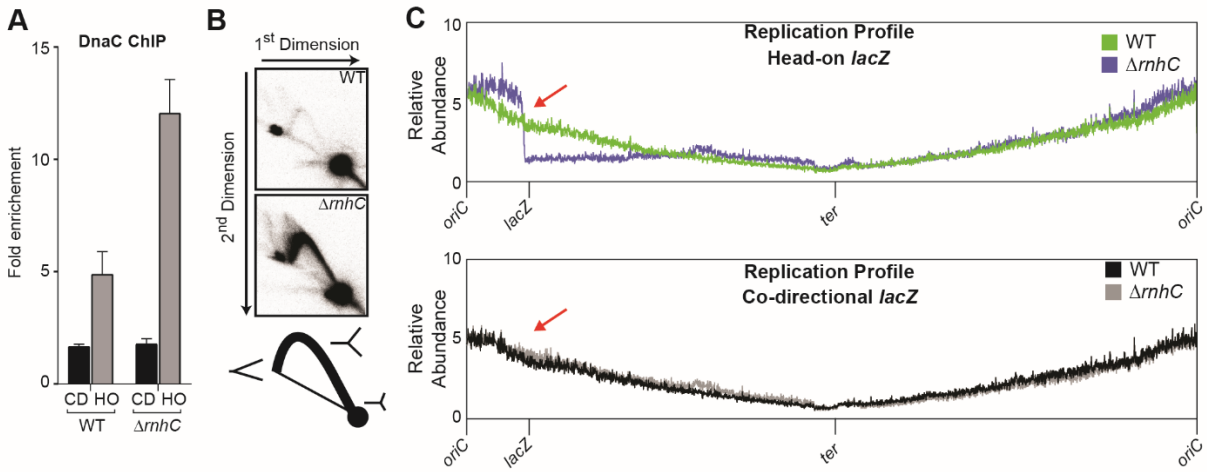 A
DnaC ChIP
15
10
5
0
Fold enrichement
CD HO
CD HO
WT
ΔrnhC
B
1st Dimension
2nd Dimension
WT
ΔrnhC
C
Replication Profile
Head-on lacZ
WT
ΔrnhC
Relative
Abundance
10
5
0
oriC
lacZ
ter
oriC
Replication Profile
Co-directional lacZ
WT
ΔrnhC
Relative
Abundance
10
5
0
oriC
lacZ
ter
oriC